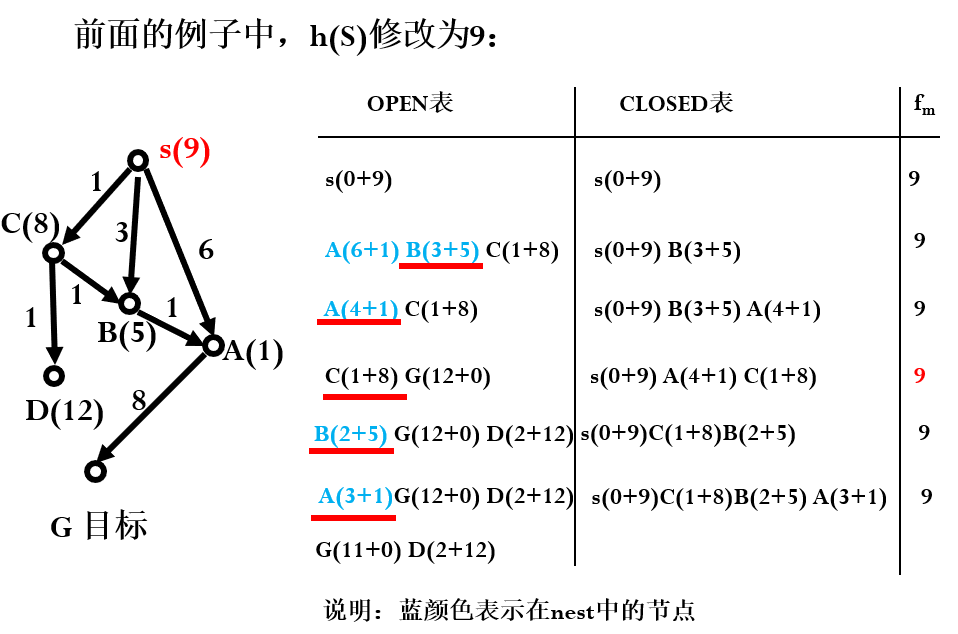 前面的例子中，h(S)修改为9：
OPEN表 CLOSED表 fm
s(0+9) s(0+9) 9
A(6+1) B(3+5) C(1+8) s(0+9) B(3+5) 9
A(4+1) C(1+8) s(0+9) B(3+5) A(4+1) 9
C(1+8) G(12+0) s(0+9) A(4+1) C(1+8) 9
B(2+5) G(12+0) D(2+12) s(0+9)C(1+8)B(2+5) 9
A(3+1)G(12+0) D(2+12) s(0+9)C(1+8)B(2+5) A(3+1) 9
G(11+0) D(2+12)
s(9)
1
C(8)
3
6
1
1
1
B(5)
A(1)
D(12)
8
G 目标
说明：蓝颜色表示在nest中的节点